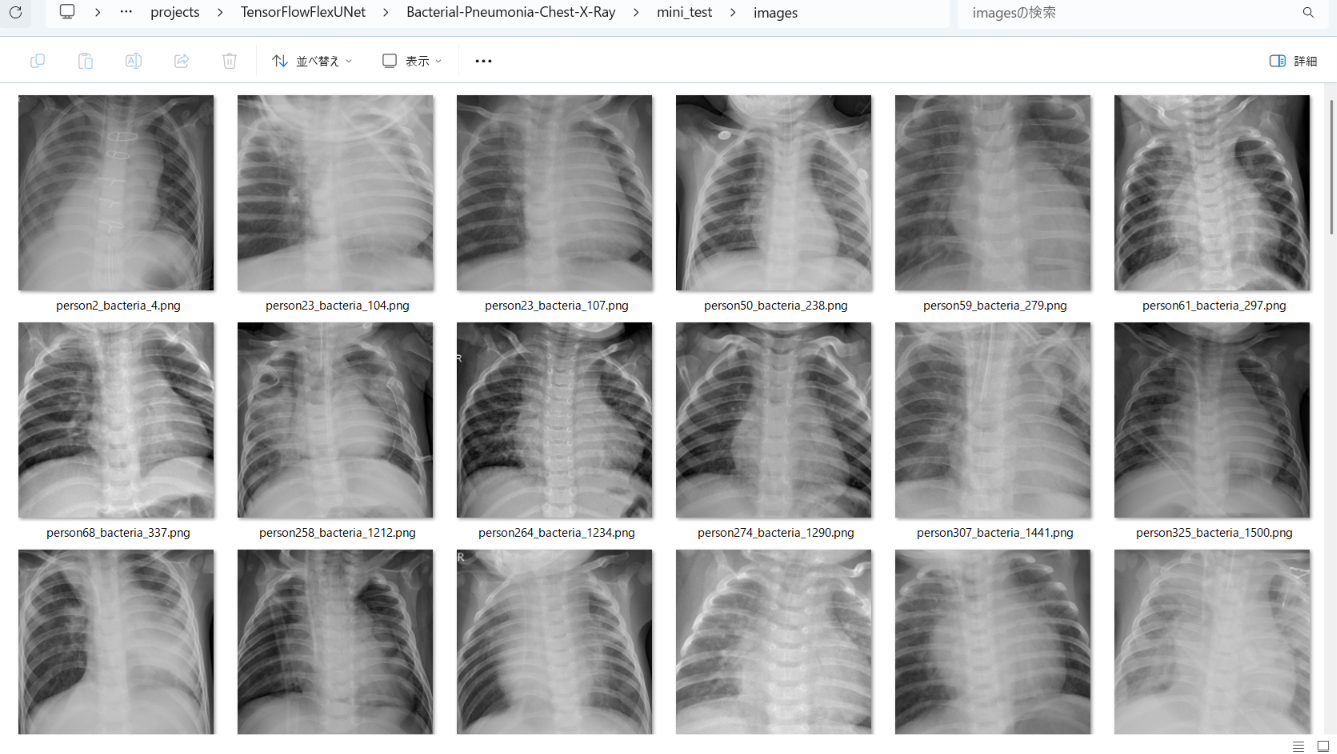 projects > TensorFlowFlexUNet > Bacterial-Pneumonia-Chest-X-Ray > mini_test > images
imagesの検索
並べ替え
表示
詳細
person2_bacteria_4.png
person23_bacteria_104.png
person23_bacteria_107.png
person50_bacteria_238.png
person59_bacteria_279.png
person61_bacteria_297.png
R
person68_bacteria_337.png
person258_bacteria_1212.png
person264_bacteria_1234.png
person274_bacteria_1290.png
person307_bacteria_1441.png
person325_bacteria_1500.png
R